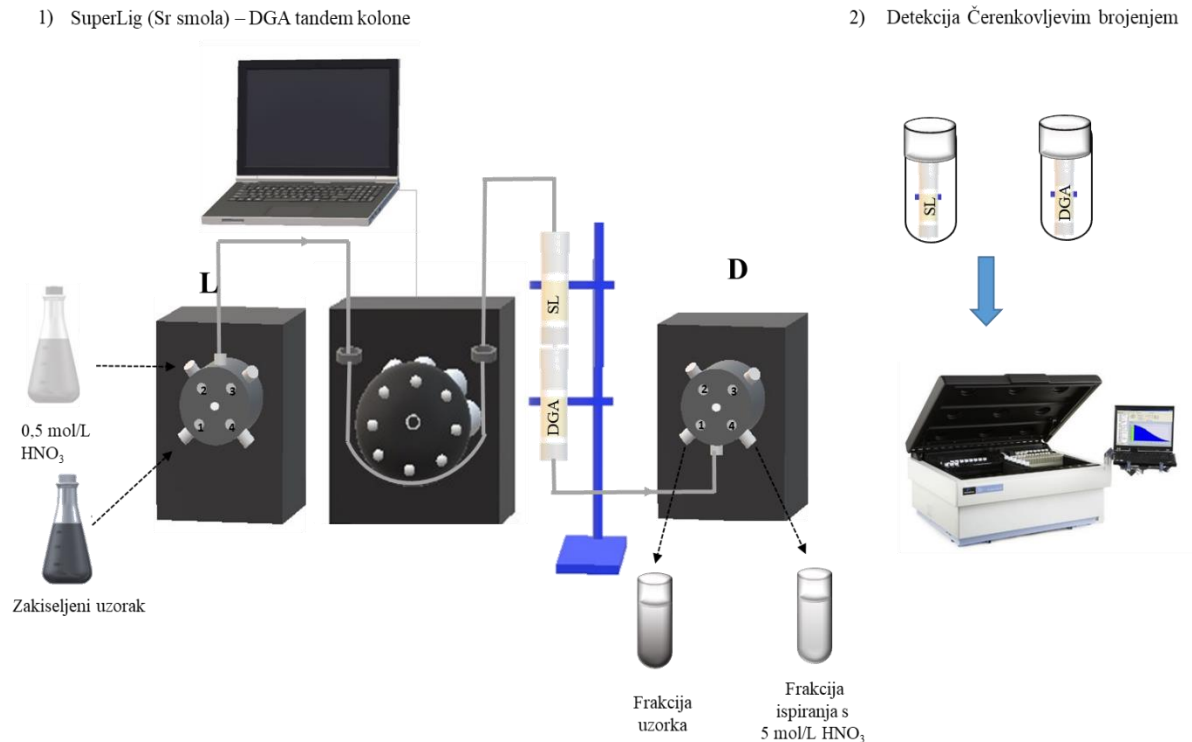 1) SuperLig (Sr smola) – DGA tandem kolone
2) Detekcija Čerenkovljevim brojenjem
L
D
SL
DGA
SL
DGA
2 3
1 4
2 3
1 4
0,5 mol/L
HNO₃
Zakiseljeni uzorak
Frakcija
uzorka
Frakcija
ispiranja s
5 mol/L HNO₃